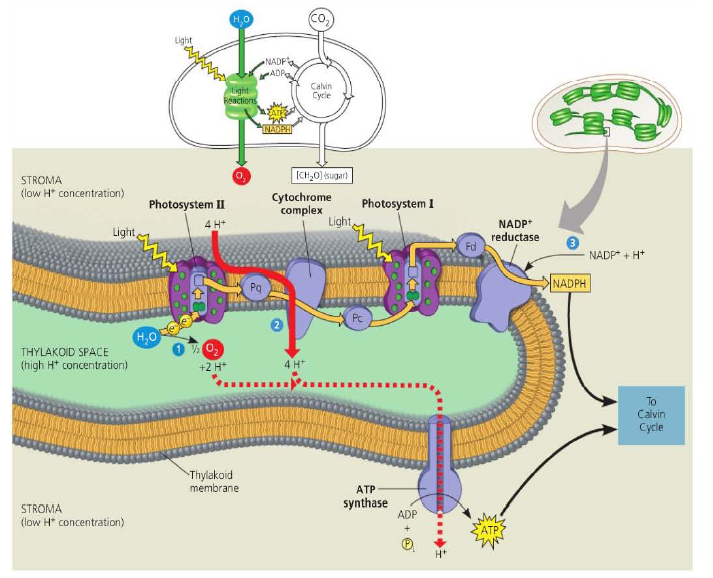 H₂O
CO₂
Light
NADP⁺
ADP
Light
Reactions
Calvin
Cycle
ATP
NADPH
O₂
[CH₂O] (sugar)
STROMA
(low H⁺ concentration)
Photosystem II
4 H⁺
Cytochrome
complex
Photosystem I
Light
Light
NADP⁺
reductase
Fd
3
NADP⁺ + H⁺
NADPH
Pq
2
Pc
e⁻
e⁻
H₂O
1
½
O₂
+2 H⁺
4 H⁺
THYLAKOID SPACE
(high H⁺ concentration)
To
Calvin
Cycle
Thylakoid
membrane
ATP
synthase
ADP
+
Pᵢ
ATP
H⁺
STROMA
(low H⁺ concentration)